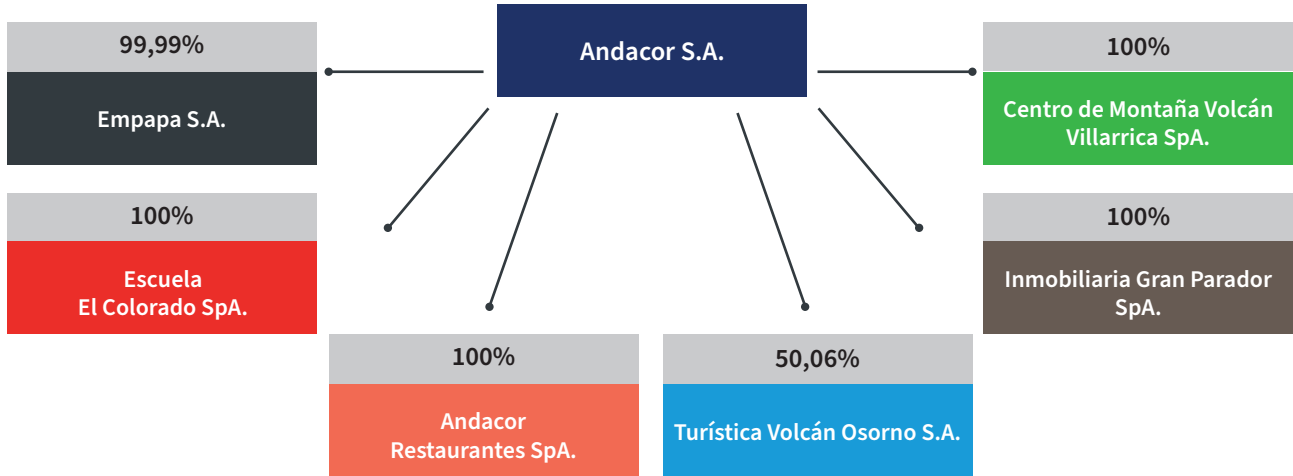 Andacor S.A.
99,99%
Empapa S.A.
100%
Centro de Montaña Volcán
Villarrica SpA.
100%
Escuela
El Colorado SpA.
100%
Inmobiliaria Gran Parador
SpA.
100%
Andacor
Restaurantes SpA.
50,06%
Turística Volcán Osorno S.A.